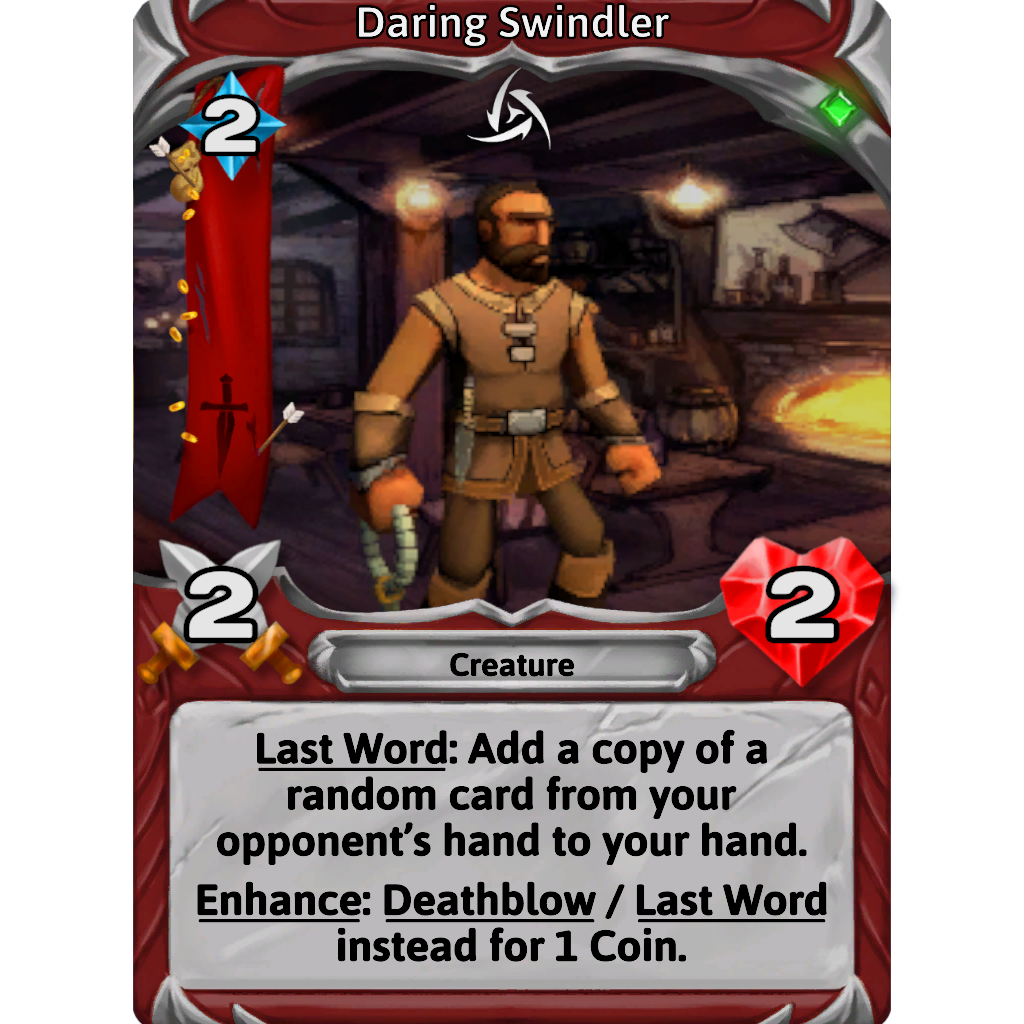 Daring Swindler
2
2
2
Creature
Last Word: Add a copy of a
random card from your
opponent's hand to your hand.
Enhance: Deathblow / Last Word
instead for 1 Coin.